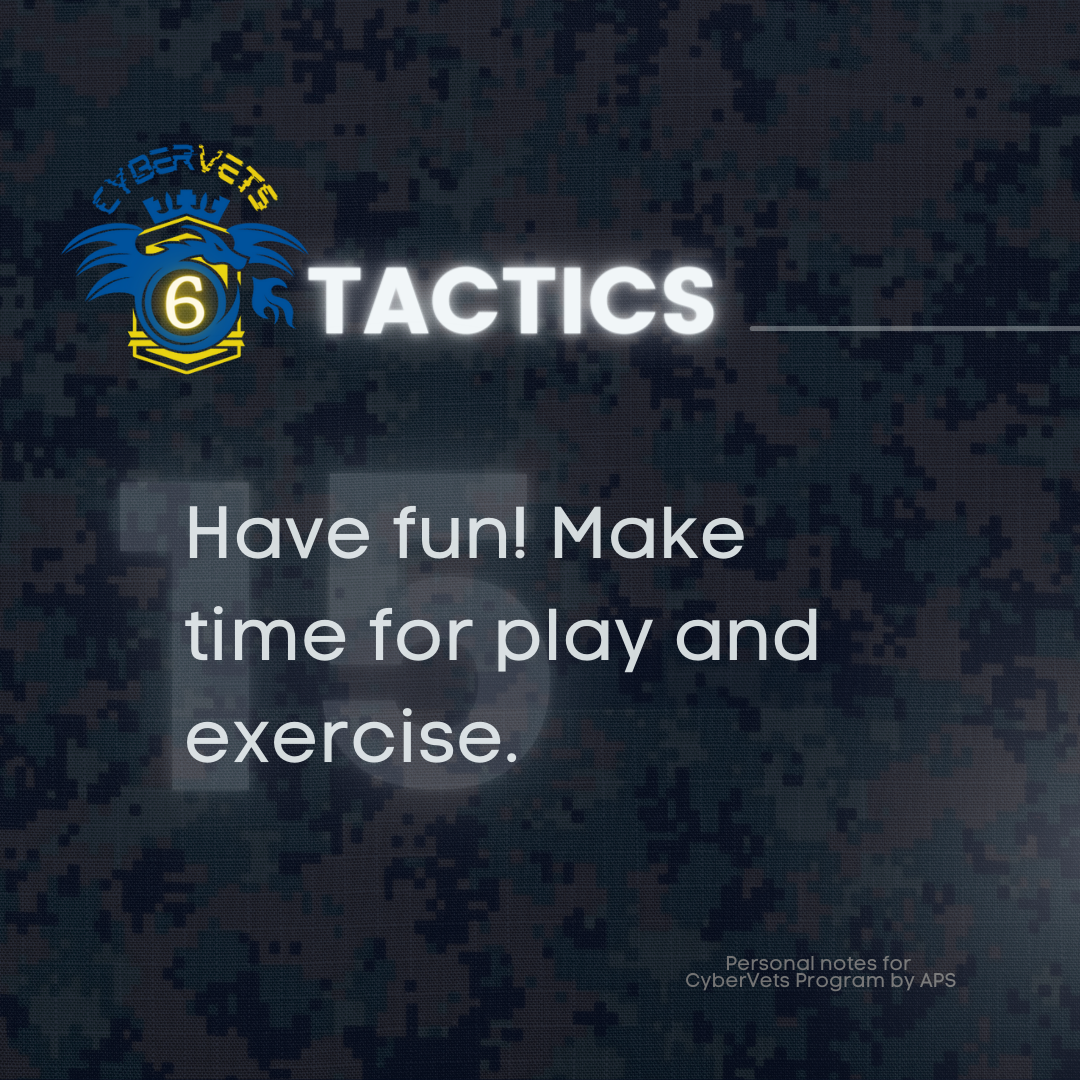 CYBERVETS
6
TACTICS
15
Have fun! Make
time for play and
exercise.
Personal notes for
CyberVets Program by APS